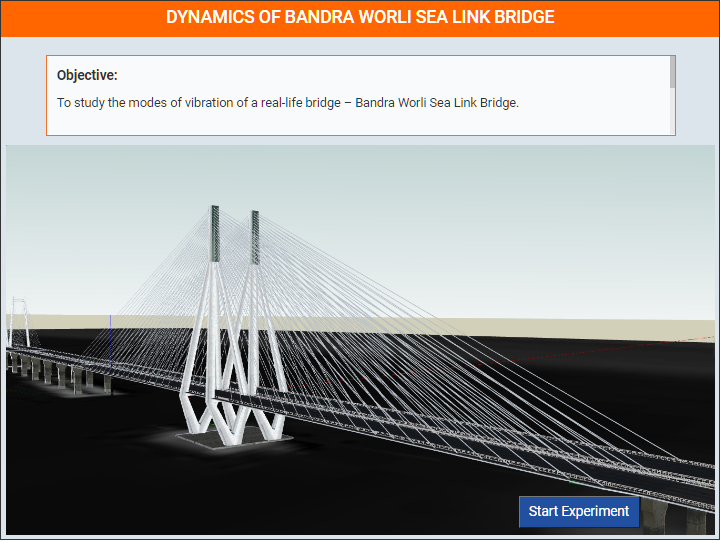 DYNAMICS OF BANDRA WORLI SEA LINK BRIDGE
Objective:
To study the modes of vibration of a real-life bridge – Bandra Worli Sea Link Bridge.
Start Experiment